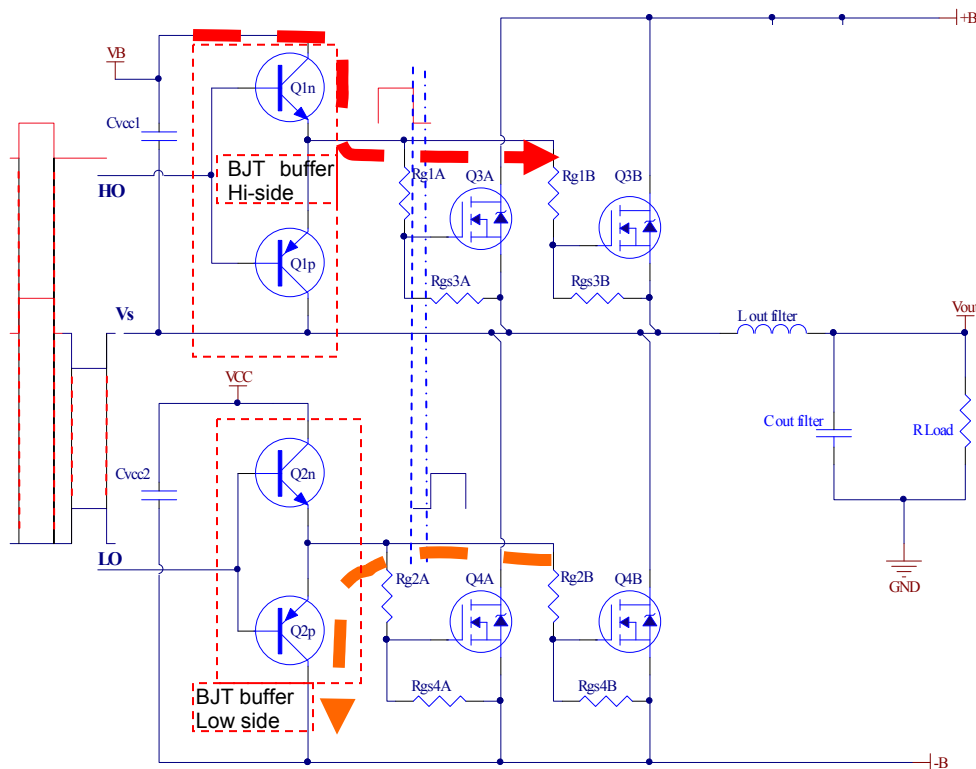 +B
VB
Q1n
Cvcc1
BJT buffer
Hi-side
HO
Rg1A
Q3A
Rg1B
Q3B
Q1p
Rgs3A
Rgs3B
Vs
L out filter
Vout
VCC
C out filter
R Load
Cvcc2
Q2n
LO
Rg2A
Q4A
Rg2B
Q4B
GND
Q2p
Rgs4A
Rgs4B
BJT buffer
Low side
-B